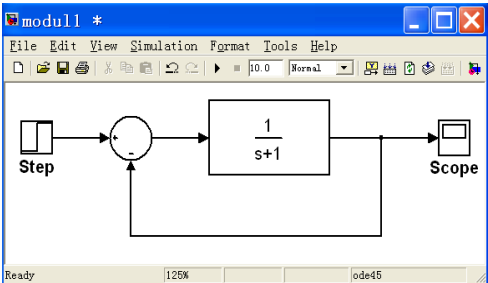 modul1 *
File Edit View Simulation Format Tools Help
10.0 Normal
1
s+1
+
-
Step
Scope
Ready 125% ode45